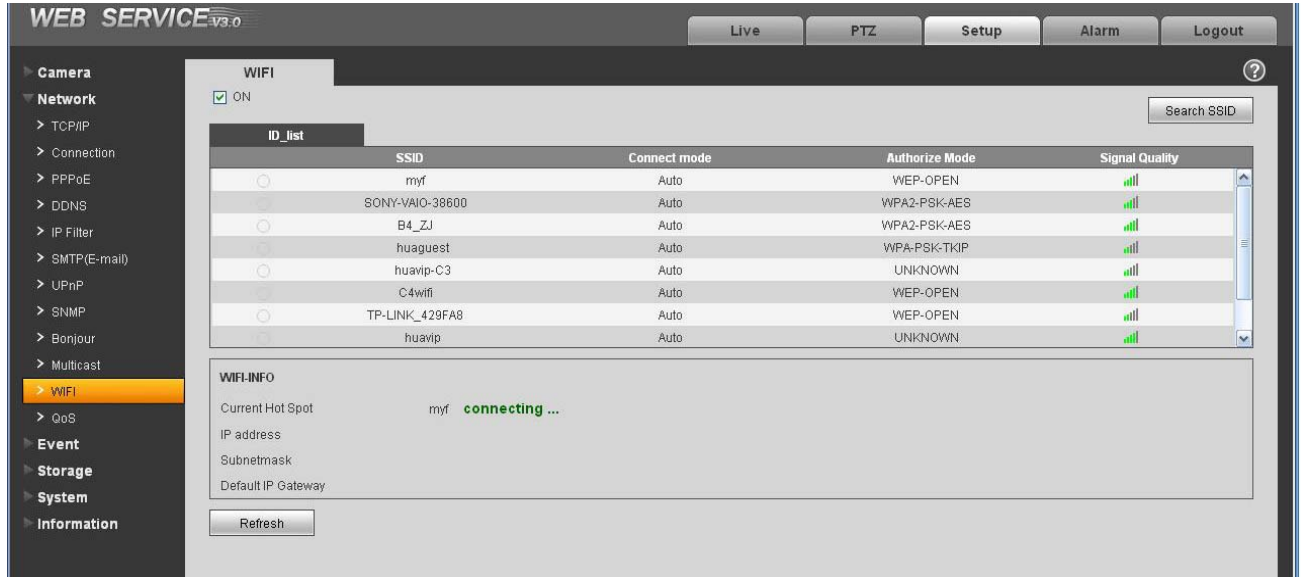 WEB SERVICE V3.0
Live PTZ Setup Alarm Logout
Camera
Network
> TCP/IP
> Connection
> PPPoE
> DDNS
> IP Filter
> SMTP(E-mail)
> UPnP
> SNMP
> Bonjour
> Multicast
> WIFI
> QoS
Event
Storage
System
Information
WIFI ?
ON
Search SSID
ID_list
SSID Connect mode Authorize Mode Signal Quality
myf Auto WEP-OPEN
SONY-VAIO-38600 Auto WPA2-PSK-AES
B4_ZJ Auto WPA2-PSK-AES
huaguest Auto WPA-PSK-TKIP
huavip-C3 Auto UNKNOWN
C4wifi Auto WEP-OPEN
TP-LINK_429FA8 Auto WEP-OPEN
huavip Auto UNKNOWN
WIFI-INFO
Current Hot Spot myf connecting ...
IP address
Subnetmask
Default IP Gateway
Refresh